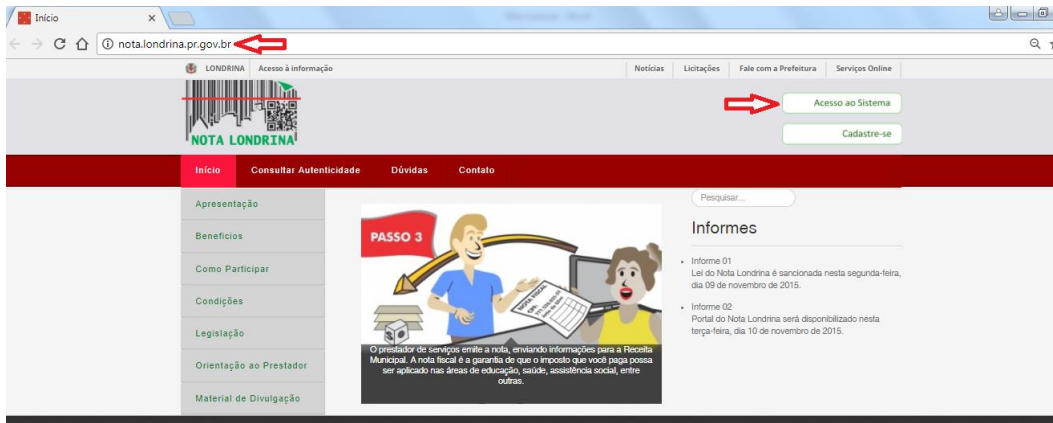 Início
nota.londrina.pr.gov.br
LONDRINA Acesso à informação Notícias Licitações Fale com a Prefeitura Serviços Online
NOTA LONDRINA
Acesso ao Sistema
Cadastre-se
Início Consultar Autenticidade Dúvidas Contato
Apresentação
Benefícios
Como Participar
Condições
Legislação
Orientação ao Prestador
Material de Divulgação
PASSO 3
NOTA FISCAL
O prestador de serviços emite a nota, enviando informações para a Receita
Municipal. A nota fiscal é a garantia de que o imposto que você paga possa
ser aplicado nas áreas de educação, saúde, assistência social, entre
outras.
Pesquisar...
Informes
Informe 01
Lei do Nota Londrina é sancionada nesta segunda-feira,
dia 09 de novembro de 2015.
Informe 02
Portal do Nota Londrina será disponibilizado nesta
terça-feira, dia 10 de novembro de 2015.